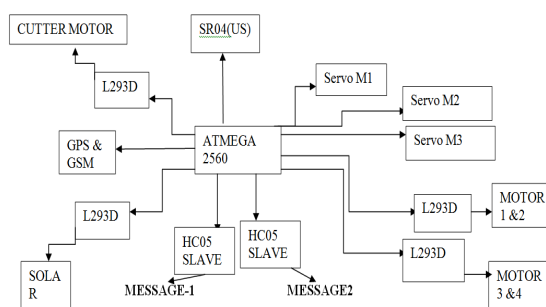 CUTTER MOTOR
SR04(US)
L293D
Servo M1
Servo M2
Servo M3
ATMEGA
2560
GPS &
GSM
L293D
HC05
SLAVE
HC05
SLAVE
L293D
MOTOR
1 &2
L293D
MOTOR
3 &4
SOLA
R
MESSAGE-1
MESSAGE2